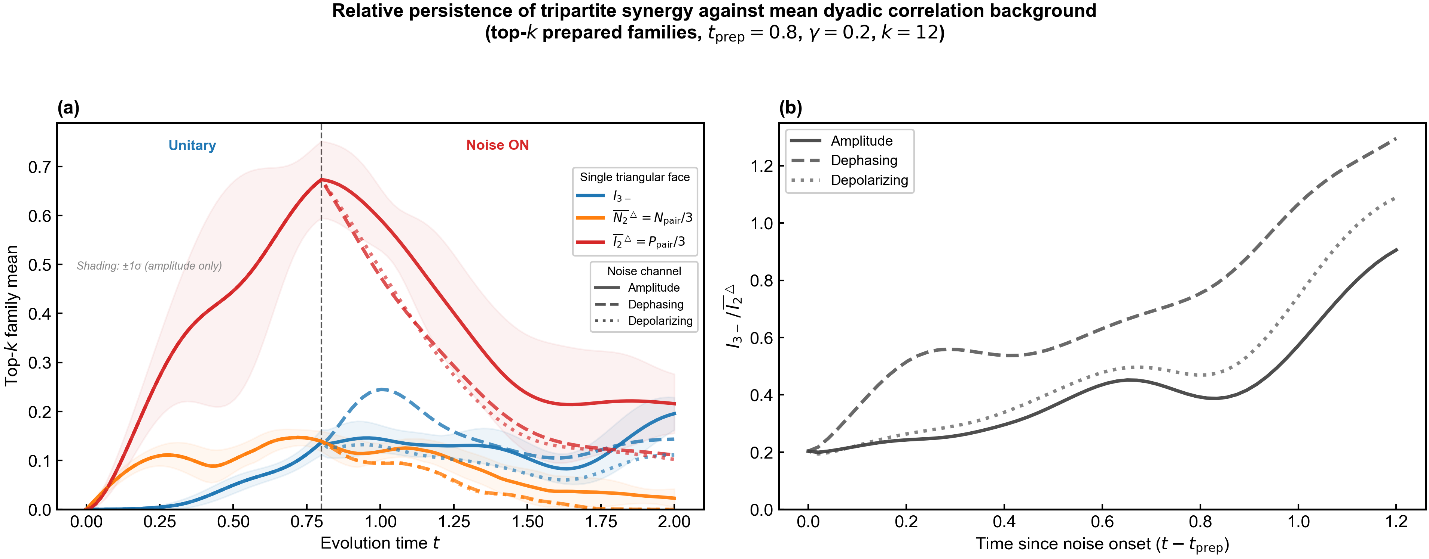 Relative persistence of tripartite synergy against mean dyadic correlation background
(top-k prepared families, t_prep = 0.8, γ = 0.2, k = 12)
(a)
Unitary
Noise ON
Single triangular face
I₃₋
N̅₂^△ = N_pair/3
I̅₂^△ = P_pair/3
Shading: ±1σ (amplitude only)
Noise channel
Amplitude
Dephasing
Depolarizing
Top-k family mean
0.7
0.6
0.5
0.4
0.3
0.2
0.1
0.0
0.00 0.25 0.50 0.75 1.00 1.25 1.50 1.75 2.00
Evolution time t
(b)
Amplitude
Dephasing
Depolarizing
I₃₋/I̅₂^△
1.2
1.0
0.8
0.6
0.4
0.2
0.0
0.0 0.2 0.4 0.6 0.8 1.0 1.2
Time since noise onset (t − t_prep)